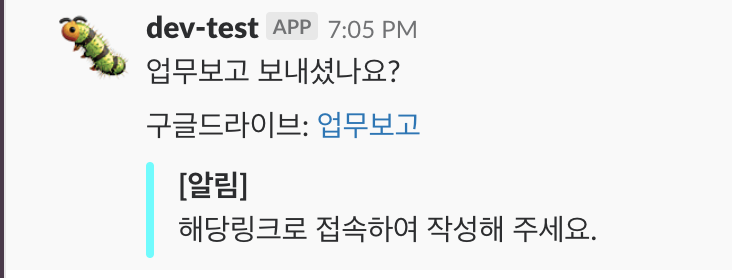 dev-test APP 7:05 PM
업무보고 보내셨나요?
구글드라이브: 업무보고
[알림]
해당링크로 접속하여 작성해 주세요.